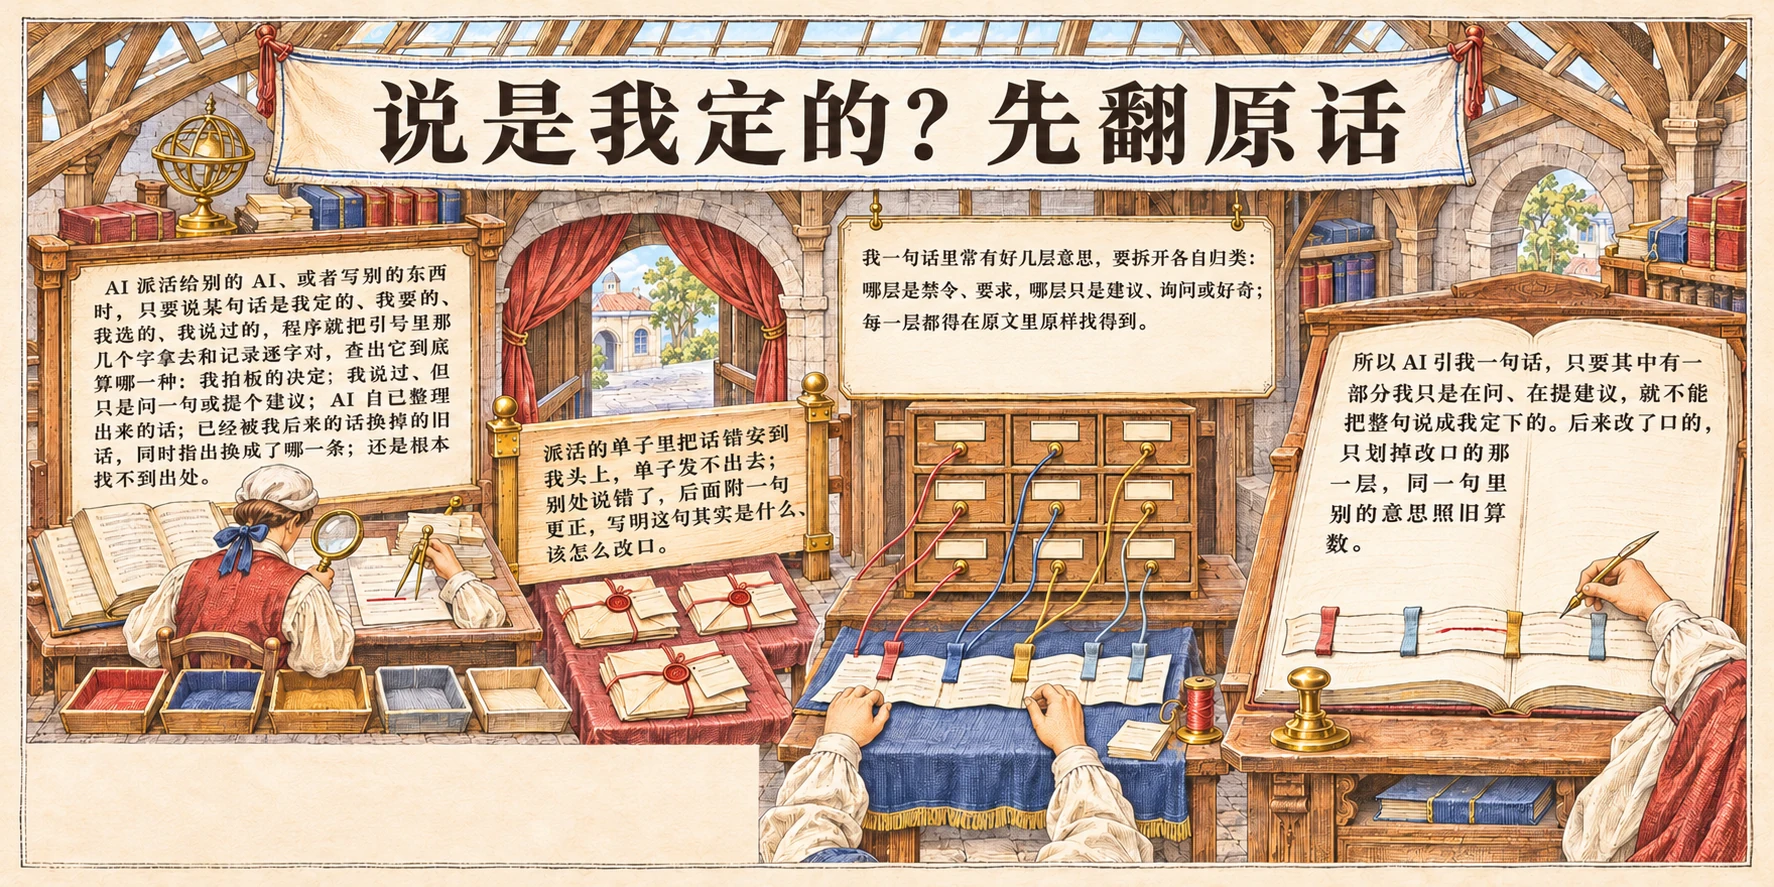 说是我定的？先翻原话
AI 派活给别的 AI、或者写别的东西
时，只要说某句话是我定的、我要的、
我选的、我说过的，程序就把引号里那
几个字拿去和记录逐字对，查出它到底
算哪一种：我拍板的决定；我说过、但
只是问一句或提个建议；AI 自己整理
出来的话；已经被我后来的话换掉的旧
话，同时指出换成了哪一条；还是根本
找不到出处。
派活的单子里把话错安到
我头上，单子发不出去；
别处说错了，后面附一句
更正，写明这句其实是什么、
该怎么改口。
我一句话里常有好几层意思，要拆开各自归类：
哪层是禁令、要求，哪层只是建议、询问或好奇；
每一层都得在原文里原样找得到。
所以 AI 引我一句话，只要其中有一
部分我只是在问、在提建议，就不能
把整句说成我定下的。后来改了口的，
只划掉改口的那
一层，同一句里
别的意思照旧算
数。